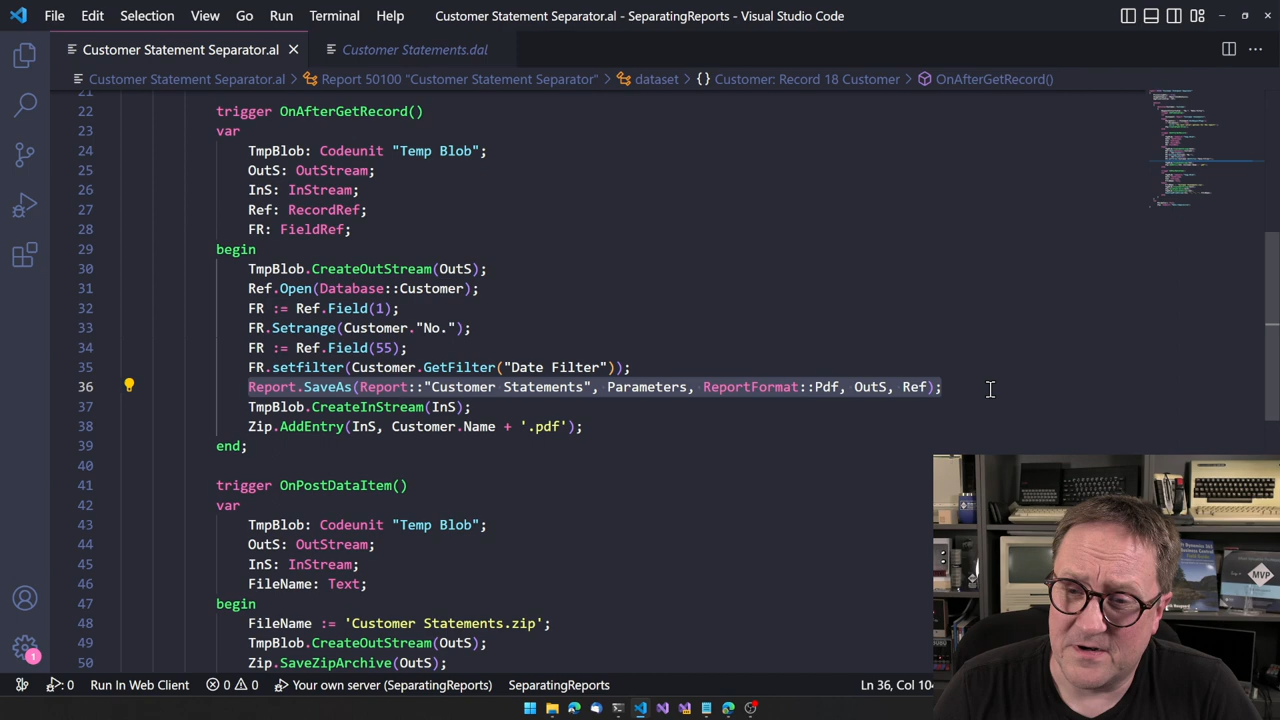 File Edit Selection View Go Run Terminal Help Customer Statement Separator.al - SeparatingReports - Visual Studio Code
Customer Statement Separator.al Customer Statements.dal
Customer Statement Separator.al > Report 50100 "Customer Statement Separator" > dataset > {} Customer: Record 18 Customer > OnAfterGetRecord()
21
22 trigger OnAfterGetRecord()
23 var
24 TmpBlob: Codeunit "Temp Blob";
25 OutS: OutStream;
26 InS: InStream;
27 Ref: RecordRef;
28 FR: FieldRef;
29 begin
30 TmpBlob.CreateOutStream(OutS);
31 Ref.Open(Database::Customer);
32 FR := Ref.Field(1);
33 FR.Setrange(Customer."No.");
34 FR := Ref.Field(55);
35 FR.setfilter(Customer.GetFilter("Date Filter"));
36 Report.SaveAs(Report::"Customer Statements", Parameters, ReportFormat::Pdf, OutS, Ref);
37 TmpBlob.CreateInStream(InS);
38 Zip.AddEntry(InS, Customer.Name + '.pdf');
39 end;
40
41 trigger OnPostDataItem()
42 var
43 TmpBlob: Codeunit "Temp Blob";
44 OutS: OutStream;
45 InS: InStream;
46 FileName: Text;
47 begin
48 FileName := 'Customer Statements.zip';
49 TmpBlob.CreateOutStream(OutS);
50 Zip.SaveZipArchive(OutS);
MVP
1
0 Run In Web Client 0 0 Your own server (SeparatingReports) SeparatingReports Ln 36, Col 104